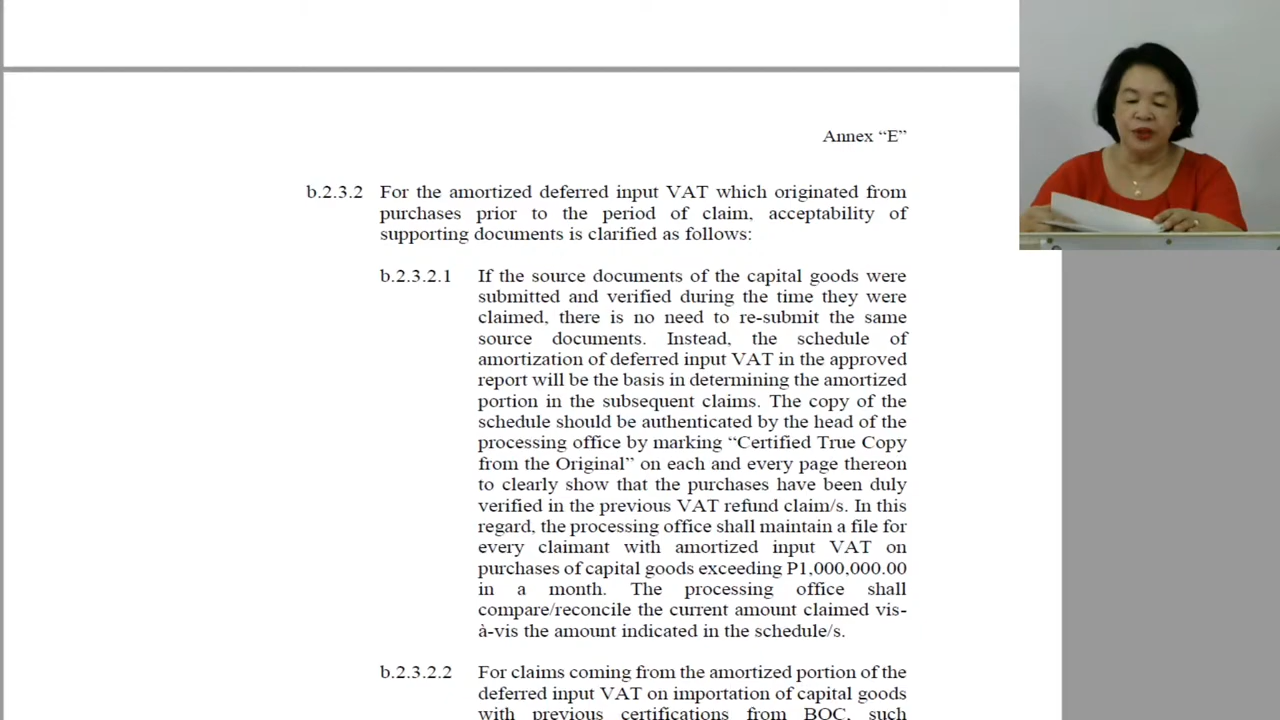 Annex “E”
b.2.3.2 For the amortized deferred input VAT which originated from
purchases prior to the period of claim, acceptability of
supporting documents is clarified as follows:
b.2.3.2.1 If the source documents of the capital goods were
submitted and verified during the time they were
claimed, there is no need to re-submit the same
source documents. Instead, the schedule of
amortization of deferred input VAT in the approved
report will be the basis in determining the amortized
portion in the subsequent claims. The copy of the
schedule should be authenticated by the head of the
processing office by marking “Certified True Copy
from the Original” on each and every page thereon
to clearly show that the purchases have been duly
verified in the previous VAT refund claim/s. In this
regard, the processing office shall maintain a file for
every claimant with amortized input VAT on
purchases of capital goods exceeding P1,000,000.00
in a month. The processing office shall
compare/reconcile the current amount claimed vis-
à-vis the amount indicated in the schedule/s.
b.2.3.2.2 For claims coming from the amortized portion of the
deferred input VAT on importation of capital goods
with previous certifications from BOC, such